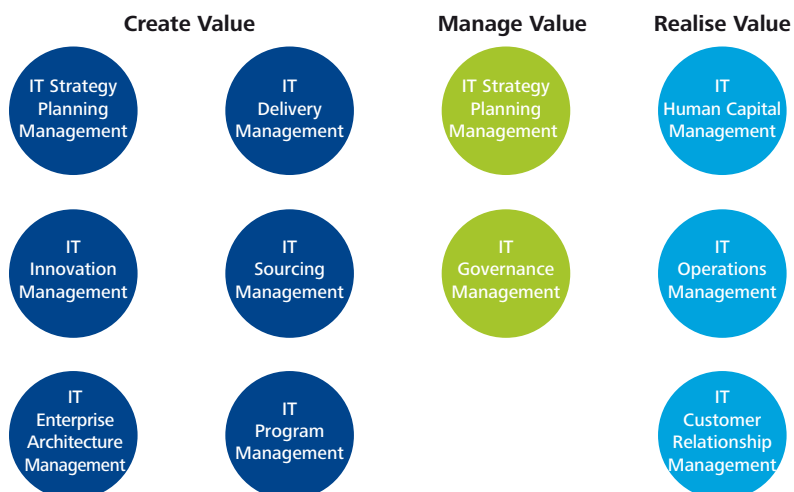 Create Value
Manage Value
Realise Value
IT Strategy
Planning
Management
IT
Delivery
Management
IT Strategy
Planning
Management
IT
Human Capital
Management
IT
Innovation
Management
IT
Sourcing
Management
IT
Governance
Management
IT
Operations
Management
IT
Enterprise
Architecture
Management
IT
Program
Management
IT
Customer
Relationship
Management